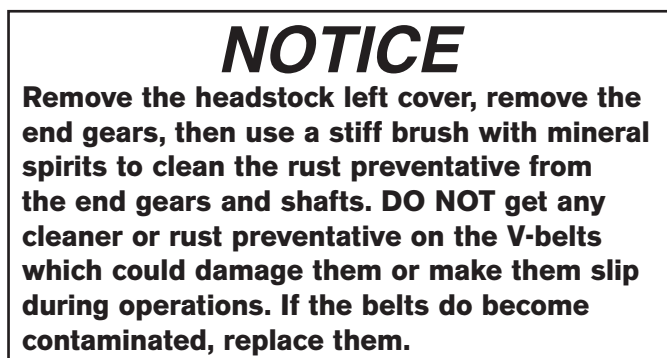 NOTICE
Remove the headstock left cover, remove the
end gears, then use a stiff brush with mineral
spirits to clean the rust preventative from
the end gears and shafts. DO NOT get any
cleaner or rust preventative on the V-belts
which could damage them or make them slip
during operations. If the belts do become
contaminated, replace them.